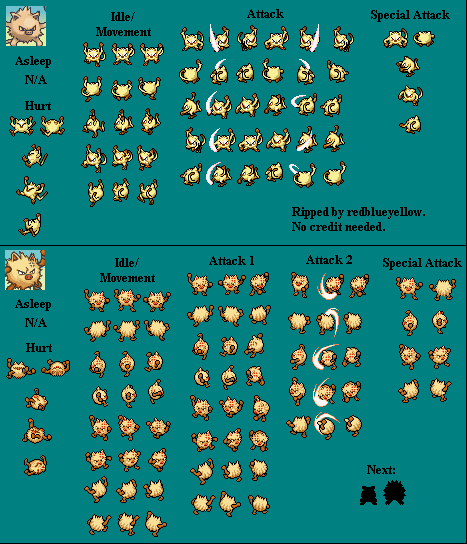 Idle/
Movement
Attack
Special Attack
Asleep
N/A
Hurt
Ripped by redblueyellow.
No credit needed.
Idle/
Movement
Attack 1
Attack 2
Special Attack
Asleep
N/A
Hurt
Next: